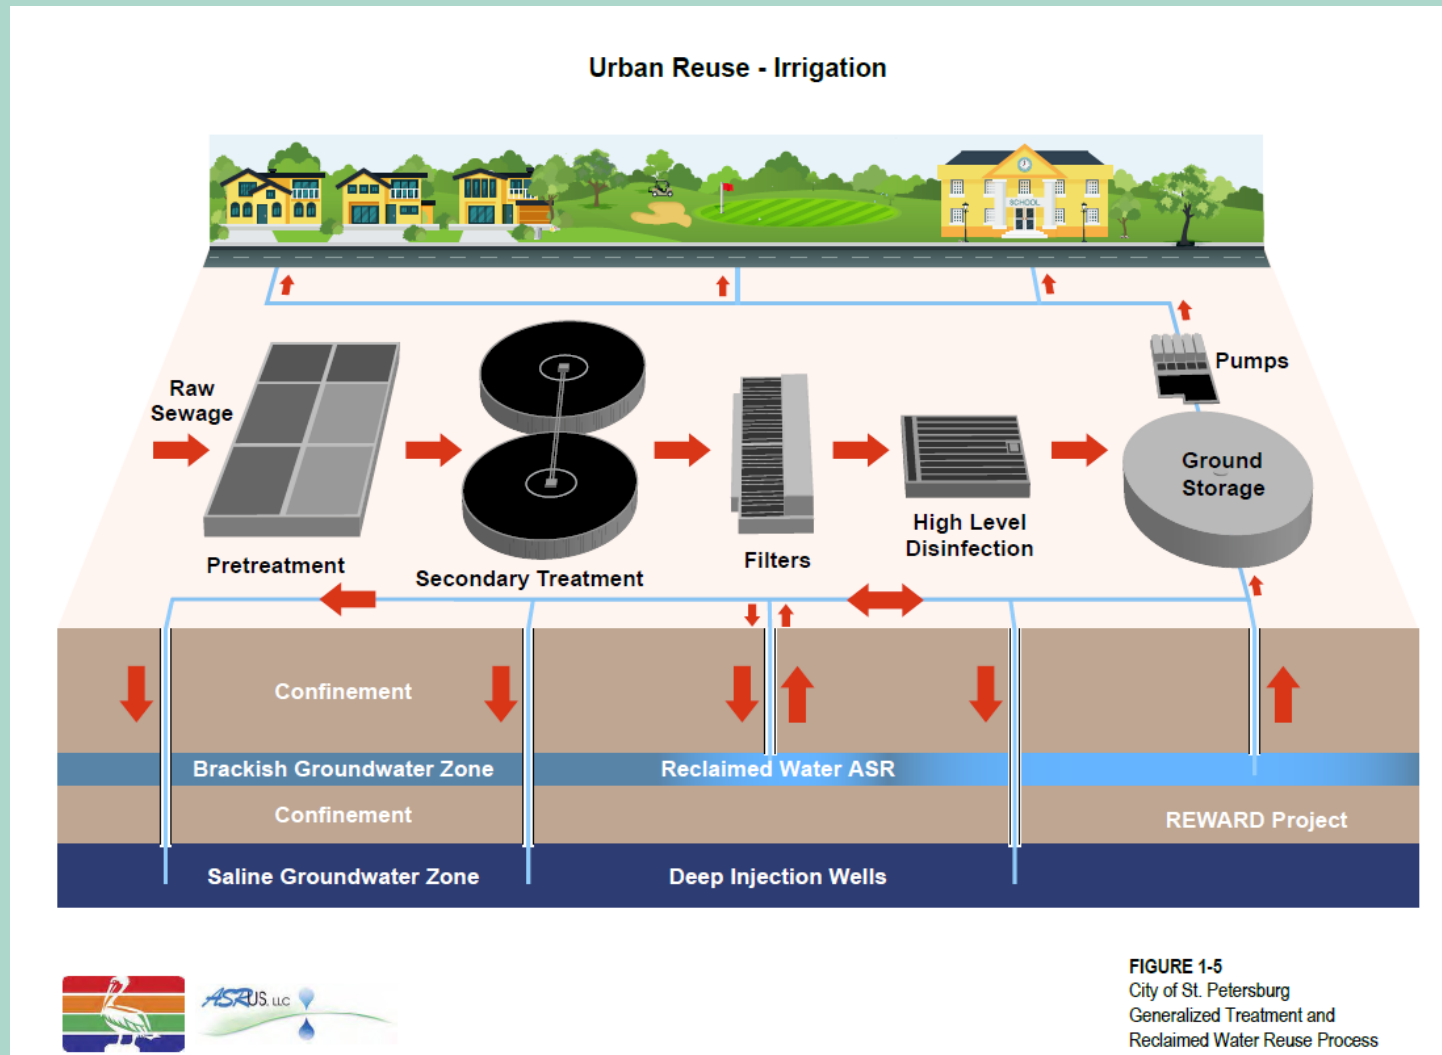 Urban Reuse - Irrigation
SCHOOL
Raw
Sewage
Pumps
Ground
Storage
High Level
Disinfection
Pretreatment
Secondary Treatment
Filters
Confinement
Brackish Groundwater Zone
Reclaimed Water ASR
Confinement
REWARD Project
Saline Groundwater Zone
Deep Injection Wells
ASRUS, LLC
FIGURE 1-5
City of St. Petersburg
Generalized Treatment and
Reclaimed Water Reuse Process